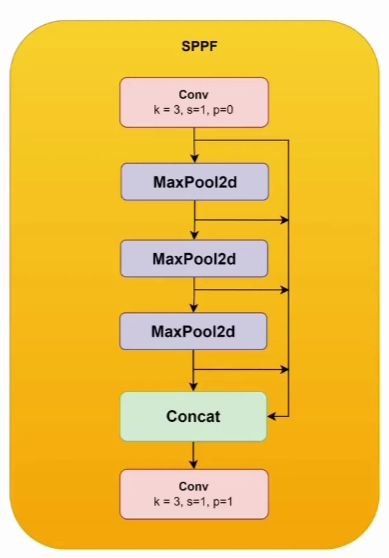 SPPF
Conv
k = 3, s=1, p=0
MaxPool2d
MaxPool2d
MaxPool2d
Concat
Conv
k = 3, s=1, p=1